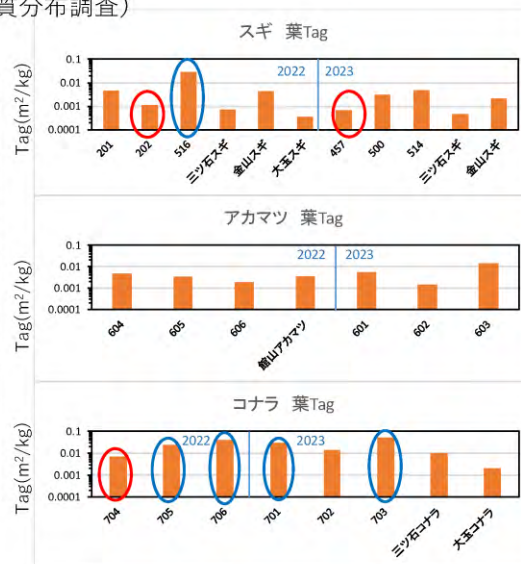 質分布調査）
スギ 葉Tag
Tag(m²/kg)
0.1
0.01
0.001
0.0001
2022 2023
201 202 516 三ツ石スギ 金山スギ 大玉スギ 457 500 514 三ツ石スギ 金山スギ
アカマツ 葉Tag
Tag(m²/kg)
0.1
0.01
0.001
0.0001
2022 2023
604 605 606 館山アカマツ 601 602 603
コナラ 葉Tag
Tag(m²/kg)
0.1
0.01
0.001
0.0001
2022 2023
704 705 706 701 702 703 三ツ石コナラ 大玉コナラ